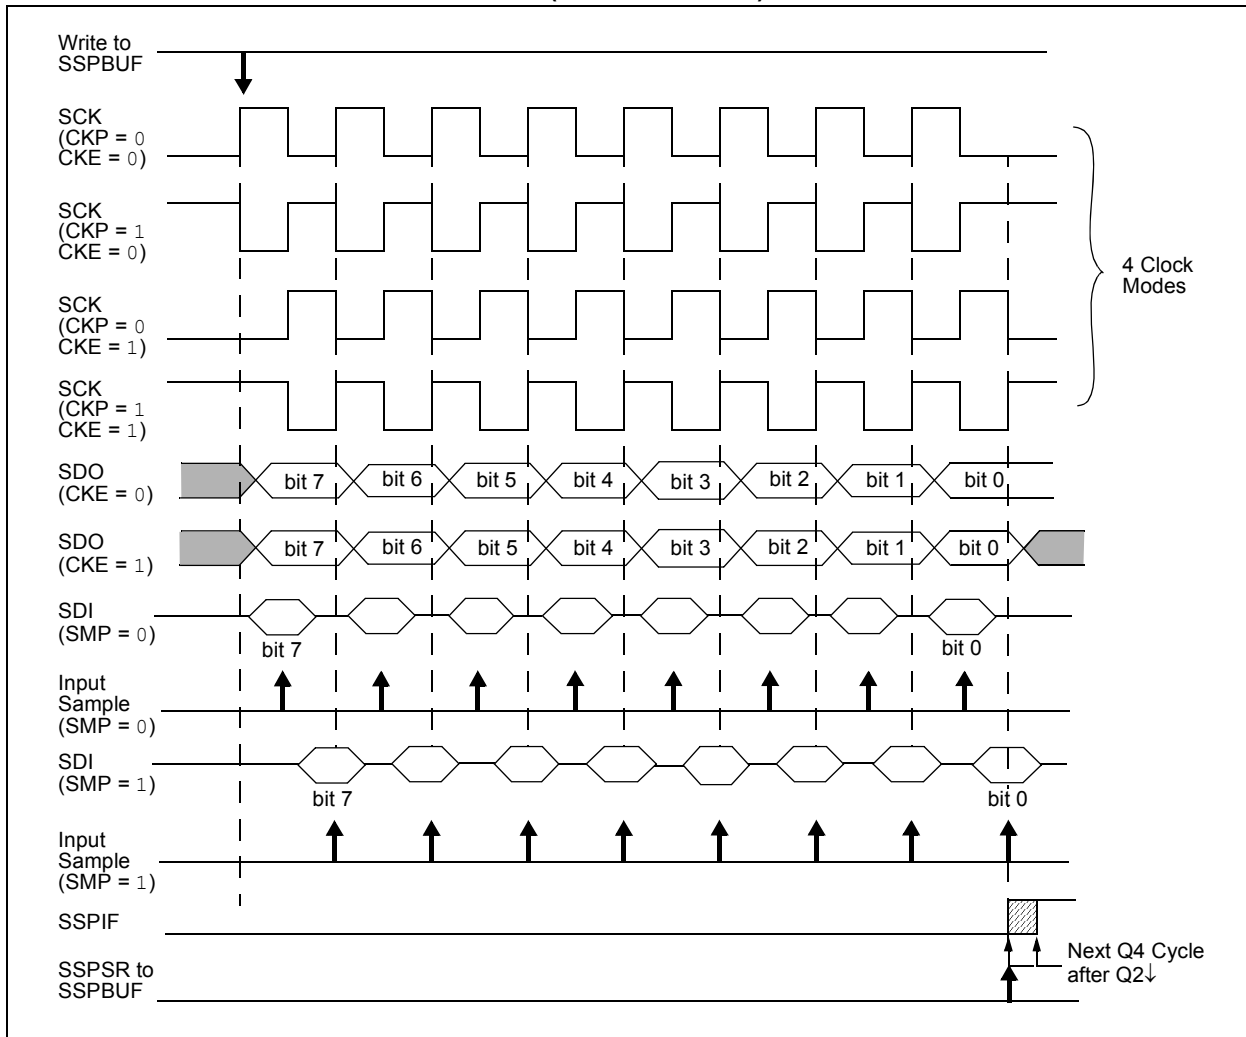 Write to
SSPBUF
SCK
(CKP = 0
CKE = 0)
SCK
(CKP = 1
CKE = 0)
SCK
(CKP = 0
CKE = 1)
SCK
(CKP = 1
CKE = 1)
4 Clock
Modes
SDO
(CKE = 0)
bit 7 bit 6 bit 5 bit 4 bit 3 bit 2 bit 1 bit 0
SDO
(CKE = 1)
bit 7 bit 6 bit 5 bit 4 bit 3 bit 2 bit 1 bit 0
SDI
(SMP = 0)
bit 7 bit 0
Input
Sample
(SMP = 0)
SDI
(SMP = 1)
bit 7 bit 0
Input
Sample
(SMP = 1)
SSPIF
SSPSR to
SSPBUF
Next Q4 Cycle
after Q2↓